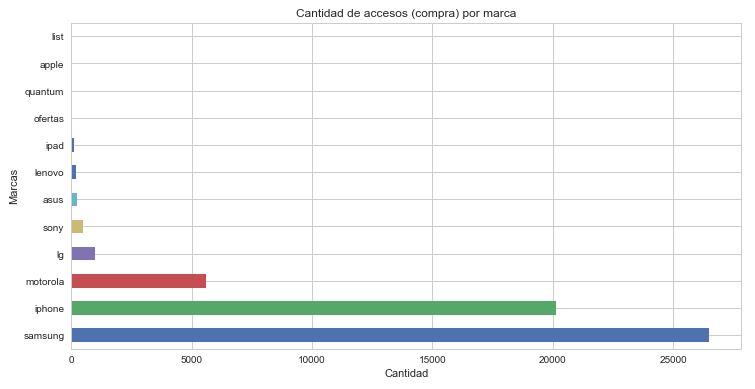 Cantidad de accesos (compra) por marca
list
apple
quantum
ofertas
ipad
lenovo
asus
sony
lg
motorola
iphone
samsung
Marcas
0 5000 10000 15000 20000 25000
Cantidad